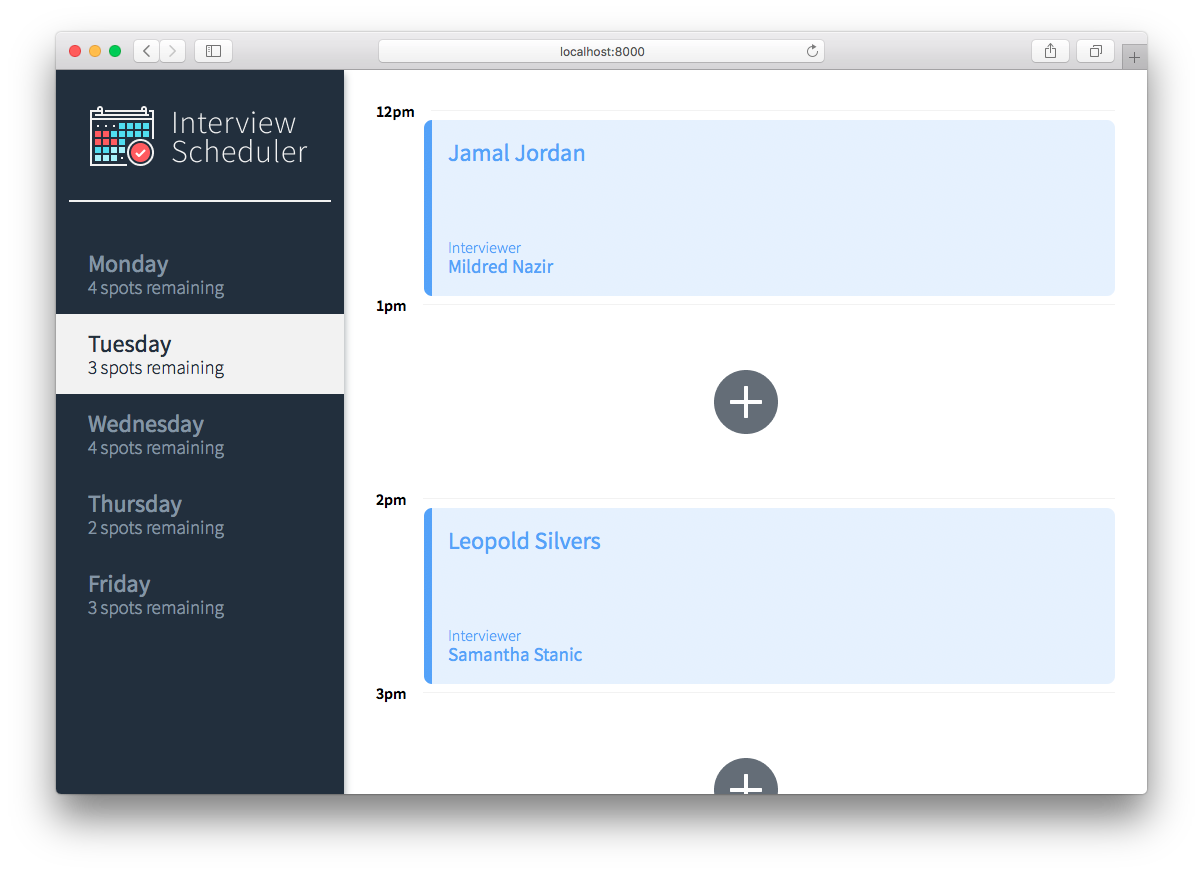 localhost:8000
Interview
Scheduler
Monday
4 spots remaining
Tuesday
3 spots remaining
Wednesday
4 spots remaining
Thursday
2 spots remaining
Friday
3 spots remaining
12pm
Jamal Jordan
Interviewer
Mildred Nazir
1pm
2pm
Leopold Silvers
Interviewer
Samantha Stanic
3pm